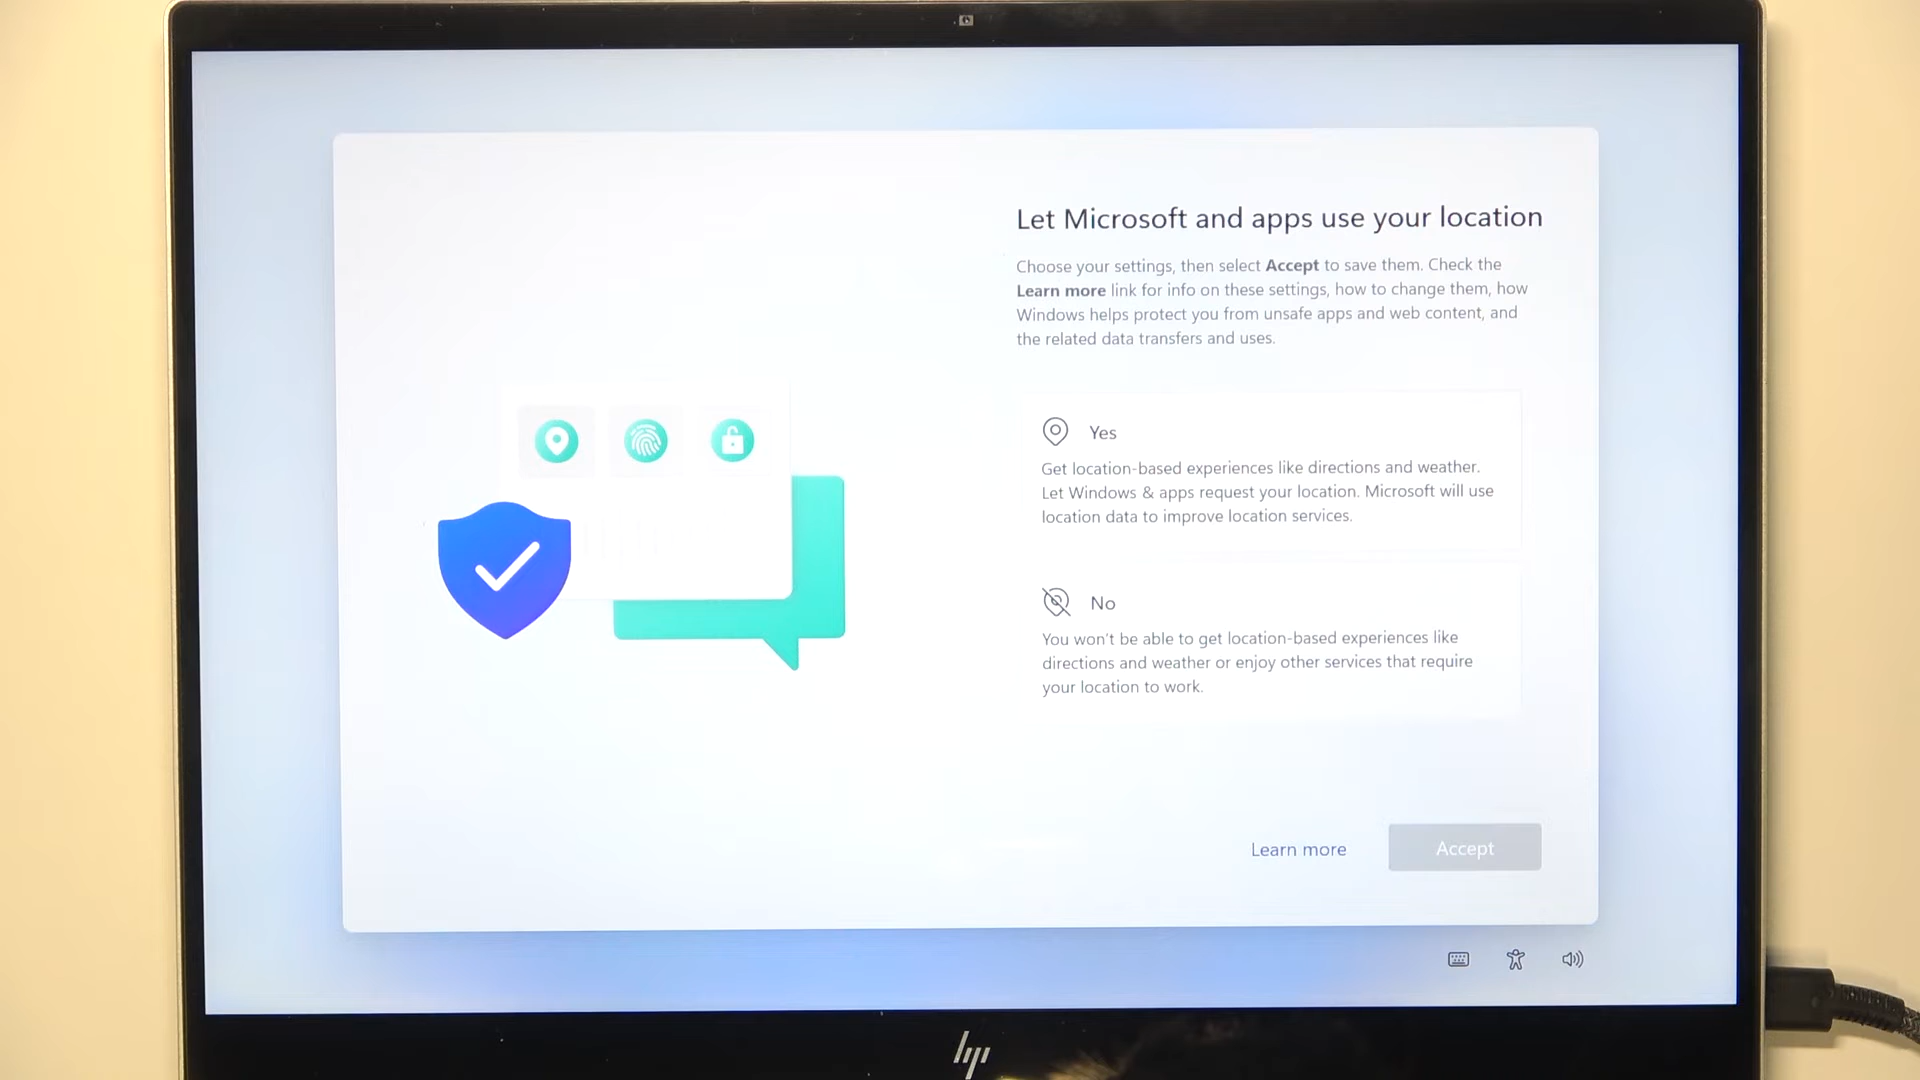 Let Microsoft and apps use your location
Choose your settings, then select Accept to save them. Check the
Learn more link for info on these settings, how to change them, how
Windows helps protect you from unsafe apps and web content, and
the related data transfers and uses.
Yes
Get location-based experiences like directions and weather.
Let Windows & apps request your location. Microsoft will use
location data to improve location services.
No
You won't be able to get location-based experiences like
directions and weather or enjoy other services that require
your location to work.
Learn more
Accept
hp